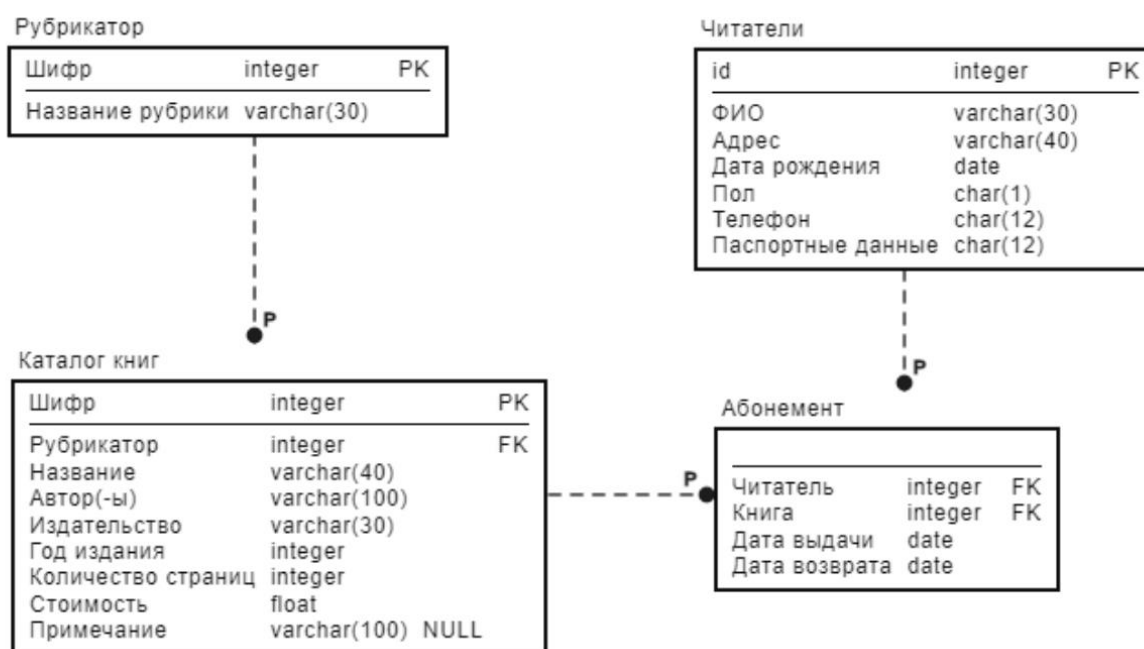 Рубрикатор
Шифр integer PK
Название рубрики varchar(30)
P
Читатели
id integer PK
ФИО varchar(30)
Адрес varchar(40)
Дата рождения date
Пол char(1)
Телефон char(12)
Паспортные данные char(12)
P
Каталог книг
Шифр integer PK
Рубрикатор integer FK
Название varchar(40)
Автор(-ы) varchar(100)
Издательство varchar(30)
Год издания integer
Количество страниц integer
Стоимость float
Примечание varchar(100) NULL
P
Абонемент
Читатель integer FK
Книга integer FK
Дата выдачи date
Дата возврата date